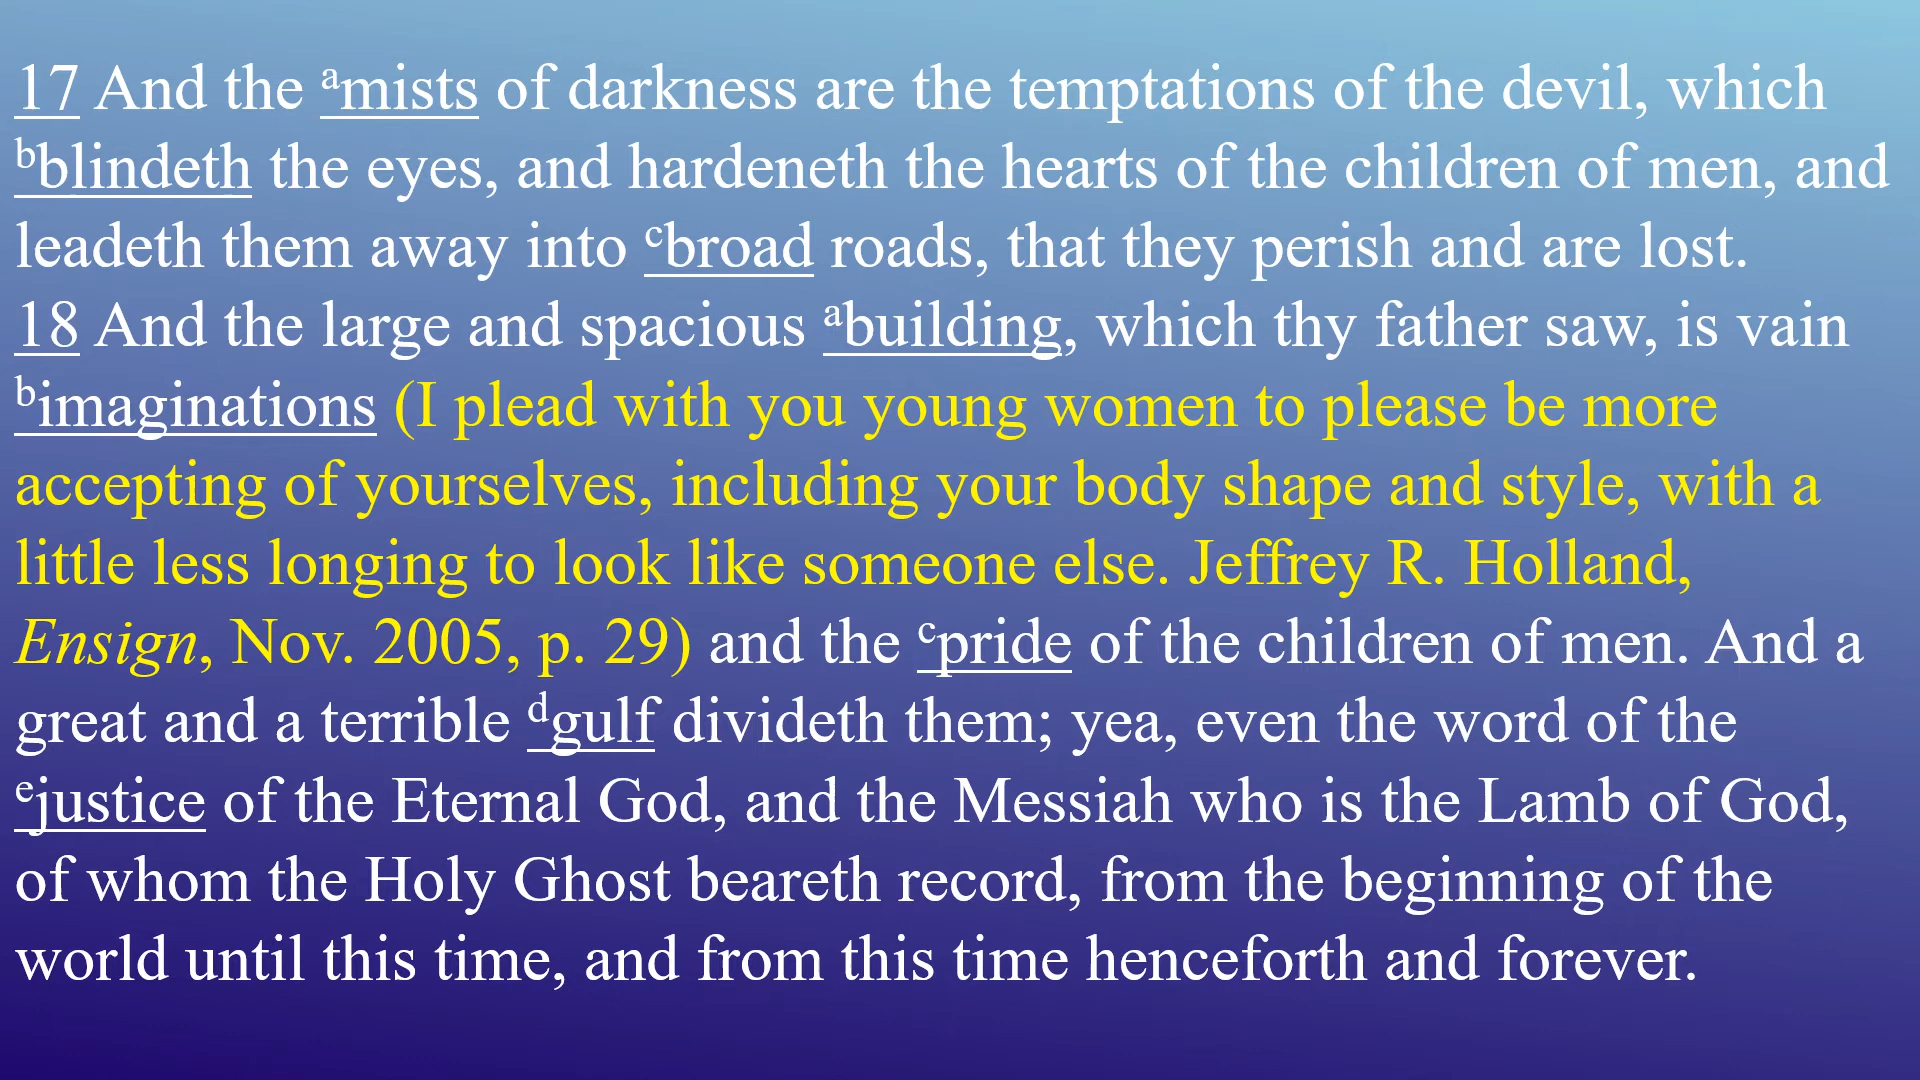 17 And the amists of darkness are the temptations of the devil, which
bblindeth the eyes, and hardeneth the hearts of the children of men, and
leadeth them away into cbroad roads, that they perish and are lost.
18 And the large and spacious abuilding, which thy father saw, is vain
bimaginations (I plead with you young women to please be more
accepting of yourselves, including your body shape and style, with a
little less longing to look like someone else. Jeffrey R. Holland,
Ensign, Nov. 2005, p. 29) and the cpride of the children of men. And a
great and a terrible dgulf divideth them; yea, even the word of the
ejustice of the Eternal God, and the Messiah who is the Lamb of God,
of whom the Holy Ghost beareth record, from the beginning of the
world until this time, and from this time henceforth and forever.